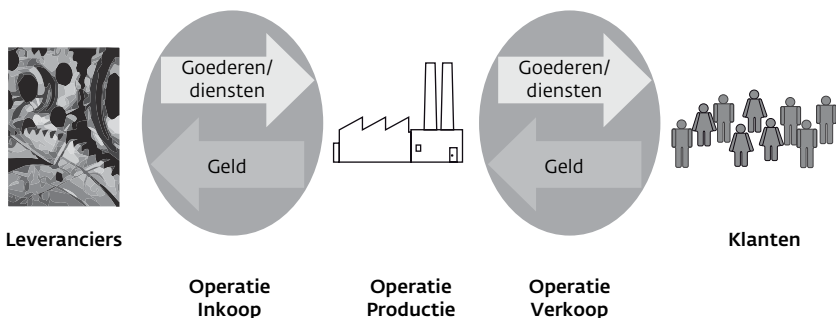 Goederen/
diensten
Geld
Goederen/
diensten
Geld
Leveranciers
Klanten
Operatie
Inkoop
Operatie
Productie
Operatie
Verkoop